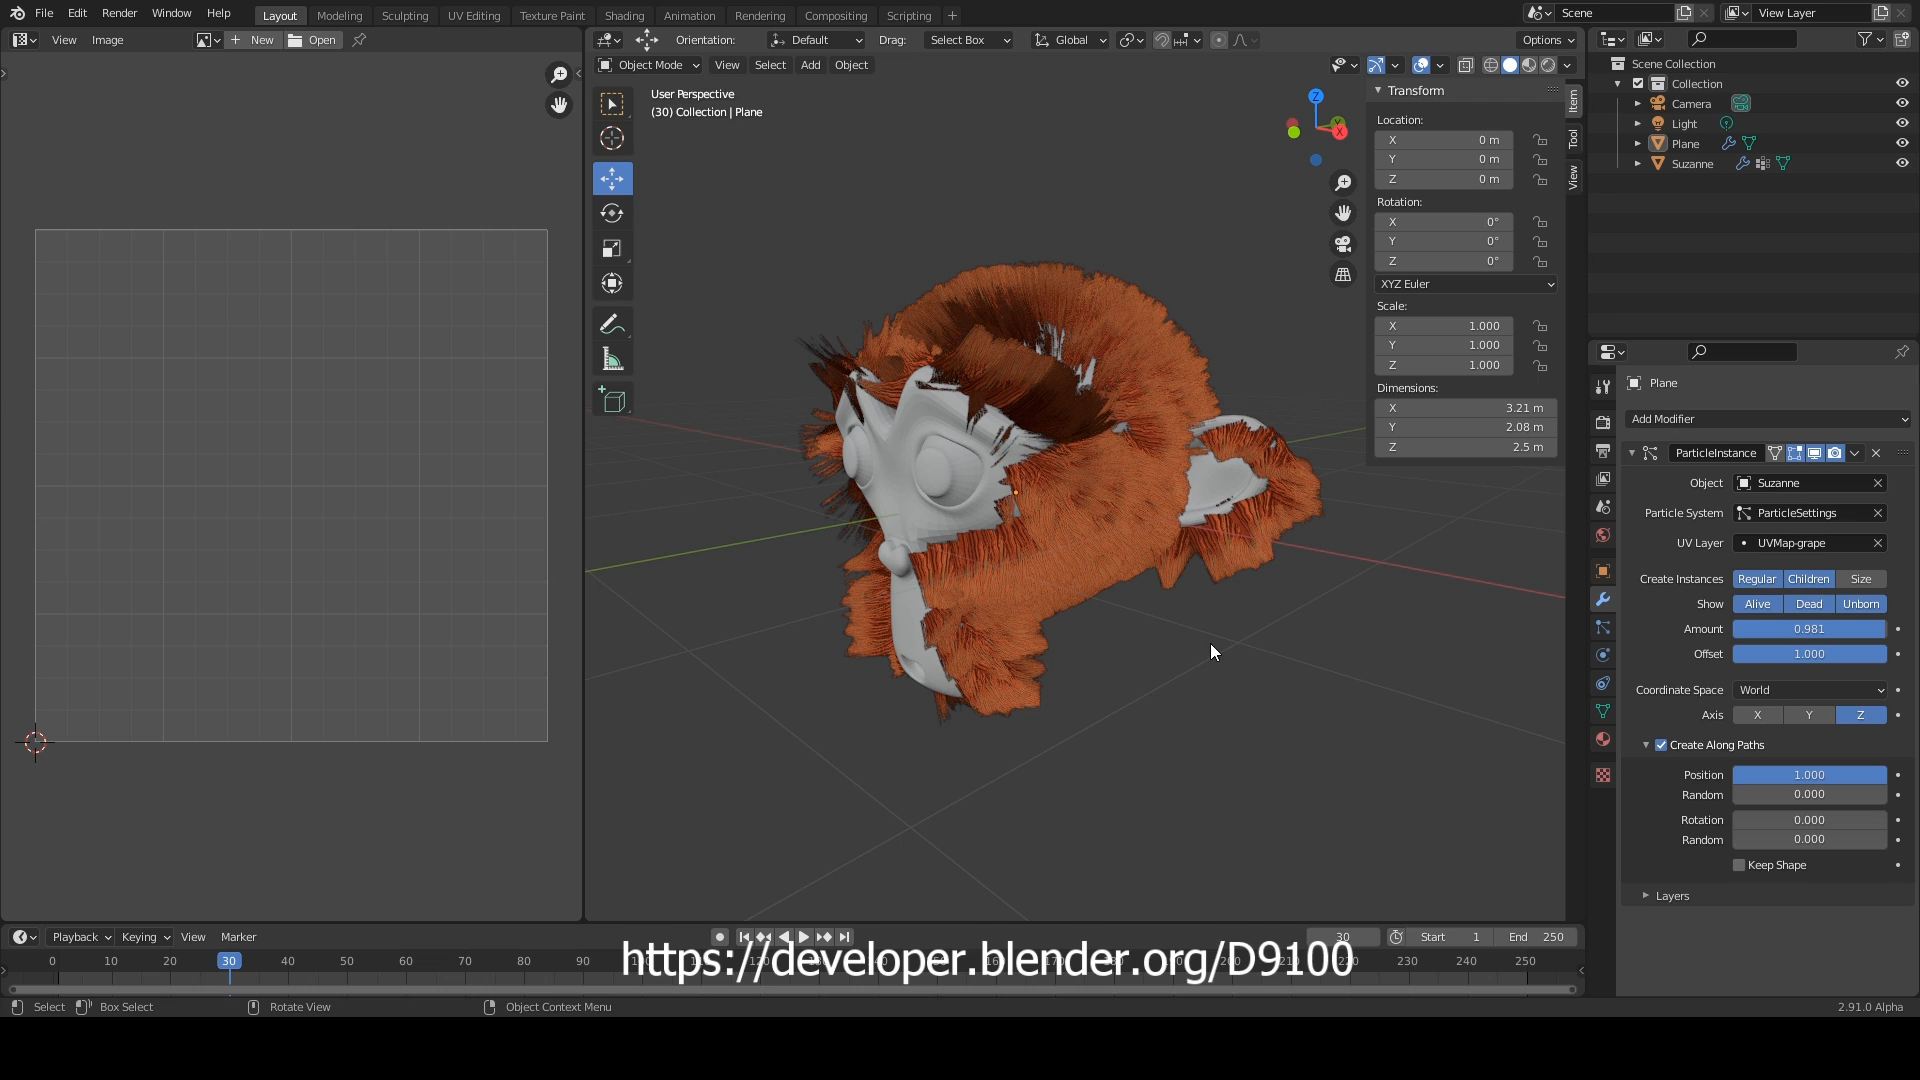 File Edit Render Window Help Layout Modeling Sculpting UV Editing Texture Paint Shading Animation Rendering Compositing Scripting + Scene View Layer
View Image + New Open Orientation: Default Drag: Select Box Global Options
Object Mode View Select Add Object
User Perspective
(30) Collection | Plane
Z
Y
X
Transform
Location:
X 0 m
Y 0 m
Z 0 m
Rotation:
X 0°
Y 0°
Z 0°
XYZ Euler
Scale:
X 1.000
Y 1.000
Z 1.000
Dimensions:
X 3.21 m
Y 2.08 m
Z 2.5 m
Item
Tool
View
Scene Collection
Collection
Camera
Light
Plane
Suzanne
Plane
Add Modifier
ParticleInstance
Object Suzanne
Particle System ParticleSettings
UV Layer UVMap-grape
Create Instances Regular Children Size
Show Alive Dead Unborn
Amount 0.981
Offset 1.000
Coordinate Space World
Axis X Y Z
Create Along Paths
Position 1.000
Random 0.000
Rotation 0.000
Random 0.000
Keep Shape
Layers
Playback Keying View Marker 30 Start 1 End 250
0 10 20 30 40 50 60 70 80 90 230 240 250
https://developer.blender.org/D9100
Select Box Select Rotate View Object Context Menu 2.91.0 Alpha